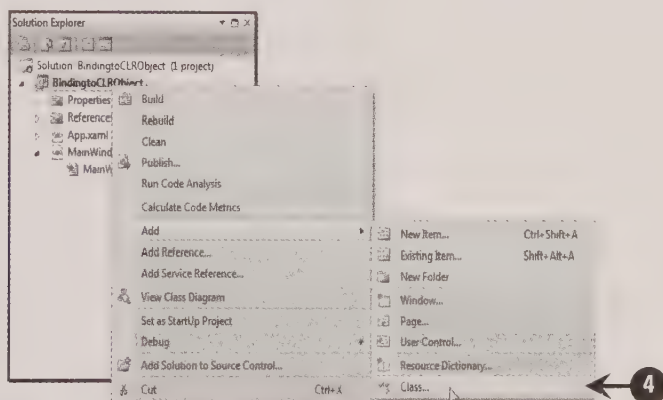 Solution Explorer
Solution 'BindingtoCLRObject' (1 project)
BindingtoCLRObject
Properties
Reference
App.xaml
MainWind
MainW
Build
Rebuild
Clean
Publish...
Run Code Analysis
Calculate Code Metrics
Add
Add Reference...
Add Service Reference...
View Class Diagram
Set as StartUp Project
Debug
Add Solution to Source Control...
Cut Ctrl+X
New Item... Ctrl+Shift+A
Existing Item... Shift+Alt+A
New Folder
Window...
Page...
User Control...
Resource Dictionary...
Class...
4